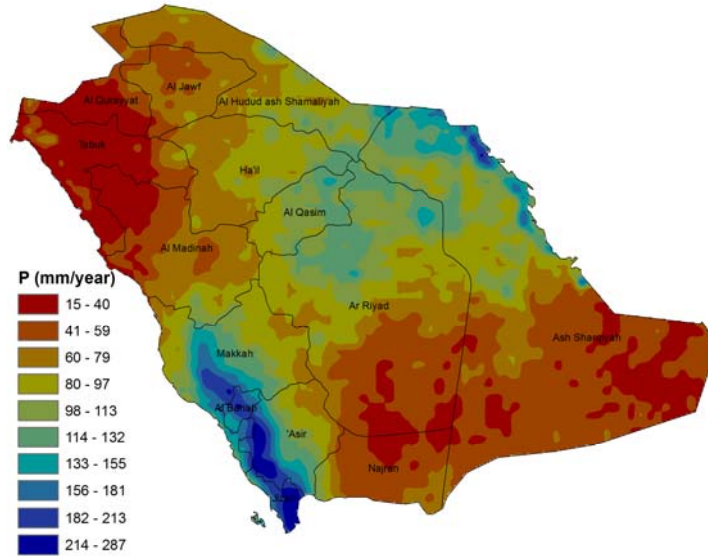 Al Jawf
Al Qurayyat
Al Hudud ash Shamaliyah
Tabuk
Ha'il
Al Qasim
Al Madinah
P (mm/year)
15 - 40
41 - 59
60 - 79
80 - 97
98 - 113
114 - 132
133 - 155
156 - 181
182 - 213
214 - 287
Ar Riyad
Ash Sharqiyah
Makkah
Al Bahah
'Asir
Najran